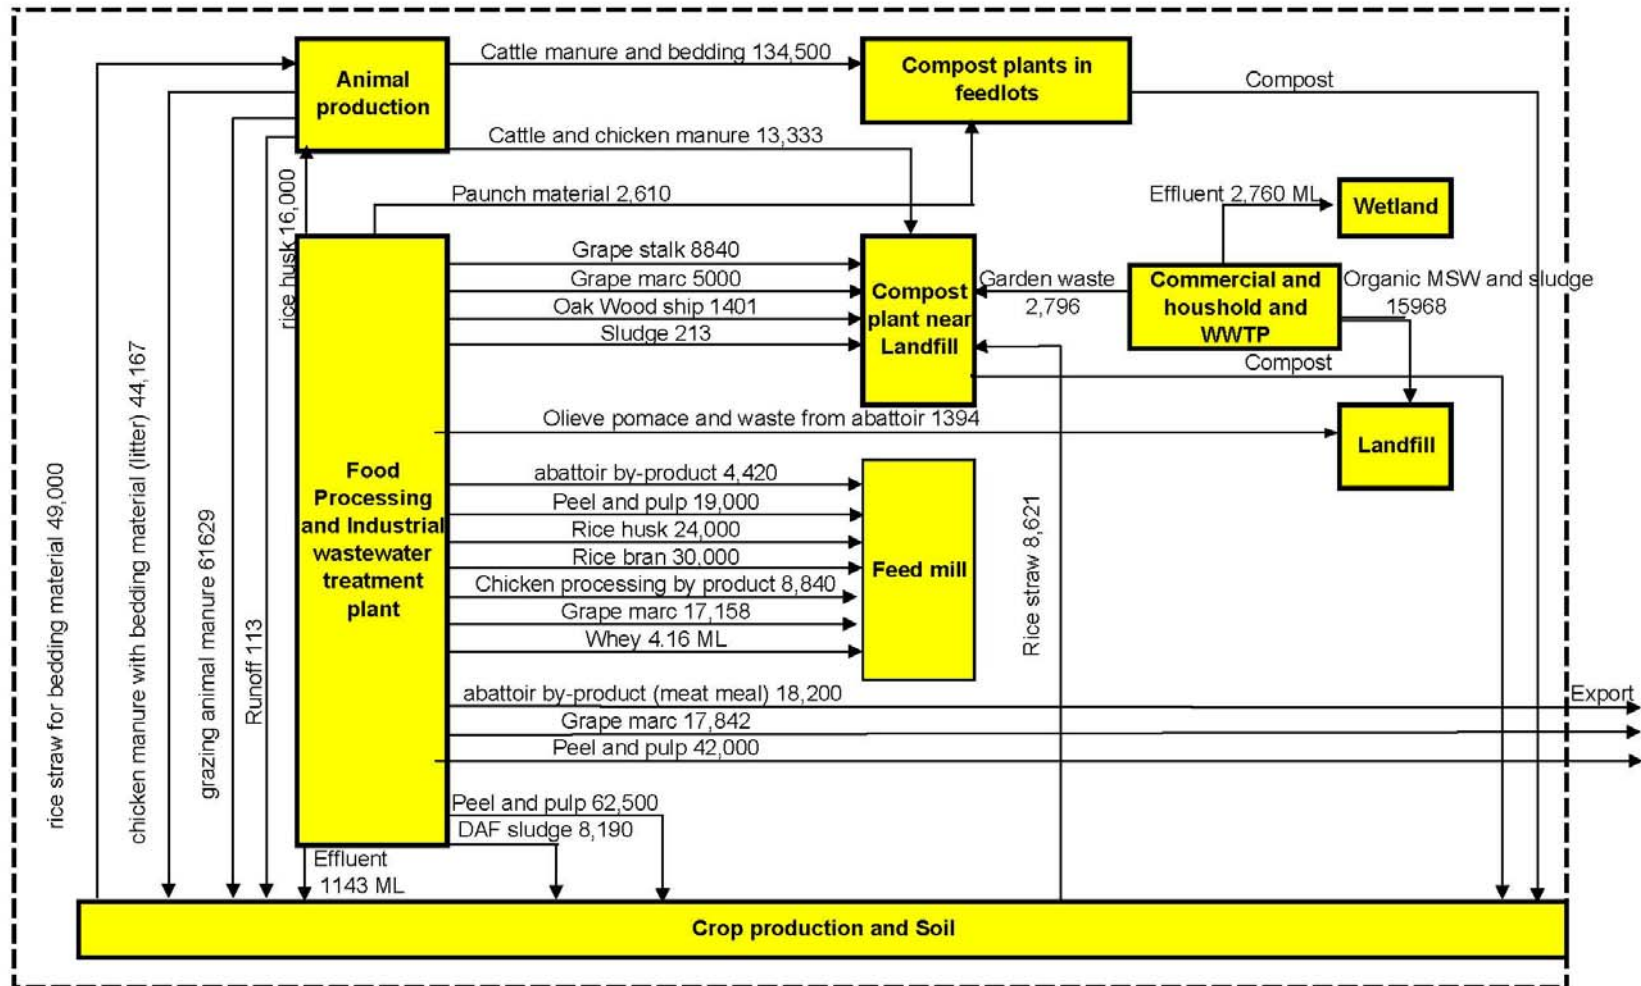 Cattle manure and bedding 134,500
Animal
production
Compost plants in
feedlots
Compost
Cattle and chicken manure 13,333
rice husk 16,000
Paunch material 2,610
Effluent 2,760 ML
Wetland
Grape stalk 8840
Grape marc 5000
Oak Wood ship 1401
Sludge 213
Compost
plant near
Landfill
Garden waste
2,796
Commercial and
houshold and
WWTP
Organic MSW and sludge
15968
Compost
Olieve pomace and waste from abattoir 1394
Landfill
rice straw for bedding material 49,000
chicken manure with bedding material (litter) 44,167
grazing animal manure 61629
Runoff 113
Food
Processing
and Industrial
wastewater
treatment
plant
abattoir by-product 4,420
Peel and pulp 19,000
Rice husk 24,000
Rice bran 30,000
Chicken processing by product 8,840
Grape marc 17,158
Whey 4.16 ML
Feed mill
Rice straw 8,621
abattoir by-product (meat meal) 18,200
Grape marc 17,842
Peel and pulp 42,000
Export
Peel and pulp 62,500
DAF sludge 8,190
Effluent
1143 ML
Crop production and Soil